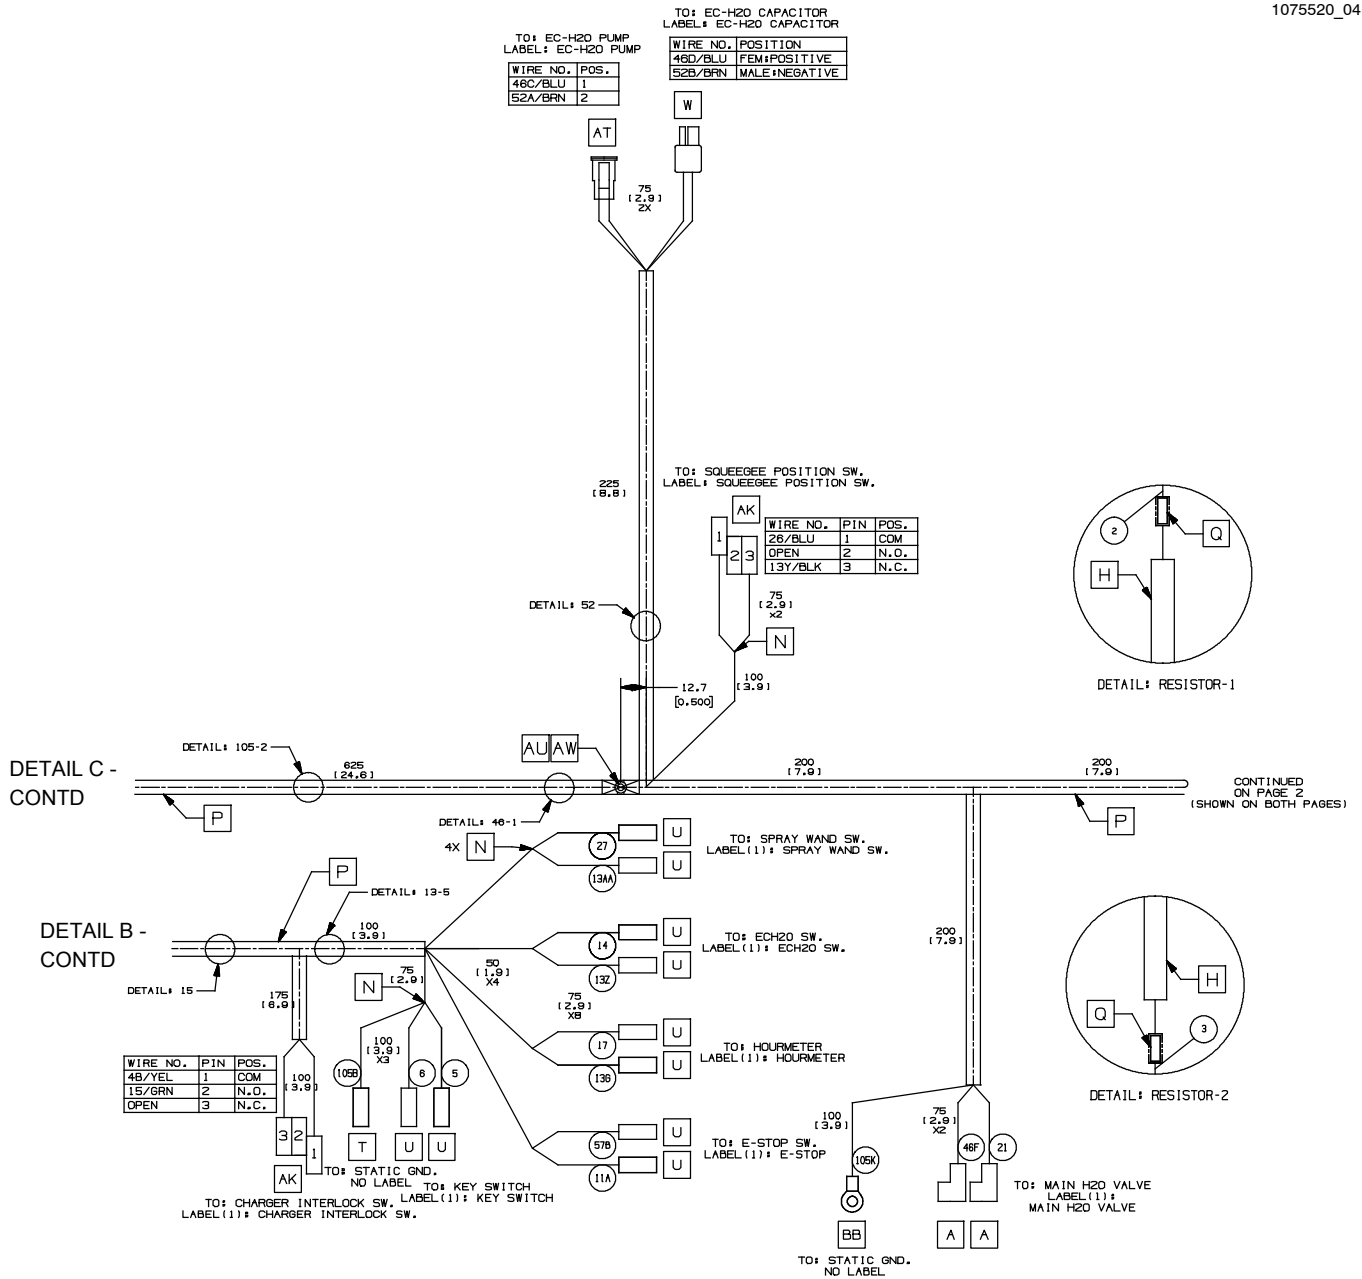 1075520_04
TO: EC-H2O CAPACITOR
LABEL: EC-H2O CAPACITOR
WIRE NO. POSITION
46D/BLU FEM:POSITIVE
52B/BRN MALE:NEGATIVE
W
TO: EC-H2O PUMP
LABEL: EC-H2O PUMP
WIRE NO. POS.
46C/BLU 1
52A/BRN 2
AT
75
[2.9]
2X
225
[8.8]
TO: SQUEEGEE POSITION SW.
LABEL: SQUEEGEE POSITION SW.
AK
1
2 3
WIRE NO. PIN POS.
26/BLU 1 COM
OPEN 2 N.O.
13Y/BLK 3 N.C.
75
[2.9]
x2
N
100
[3.9]
DETAIL: 52
12.7
[0.500]
2
Q
H
DETAIL: RESISTOR-1
DETAIL C -
CONTD
DETAIL: 105-2
625
[24.6]
P
AU AW
DETAIL: 46-1
200
[7.9]
200
[7.9]
P
CONTINUED
ON PAGE 2
(SHOWN ON BOTH PAGES)
4X N
27 U
13AA U
TO: SPRAY WAND SW.
LABEL(1): SPRAY WAND SW.
DETAIL B -
CONTD
P
DETAIL: 13-5
DETAIL: 15
100
[3.9]
14 U
13Z U
TO: ECH2O SW.
LABEL(1): ECH2O SW.
50
[1.9]
X4
75
[2.9]
X8
17 U
13G U
TO: HOURMETER
LABEL(1): HOURMETER
57B U
11A U
TO: E-STOP SW.
LABEL(1): E-STOP
175
[6.9]
N
75
[2.9]
100
[3.9]
X3
105B 6 5
T U U
TO: STATIC GND.
NO LABEL
TO: KEY SWITCH
LABEL(1): KEY SWITCH
WIRE NO. PIN POS.
4B/YEL 1 COM
15/GRN 2 N.O.
OPEN 3 N.C.
100
[3.9]
3 2
1
AK
TO: CHARGER INTERLOCK SW.
LABEL(1): CHARGER INTERLOCK SW.
200
[7.9]
100
[3.9]
75
[2.9]
X2
105K 46F 21
BB A A
TO: STATIC GND.
NO LABEL
TO: MAIN H2O VALVE
LABEL(1):
MAIN H2O VALVE
H
Q
3
DETAIL: RESISTOR-2